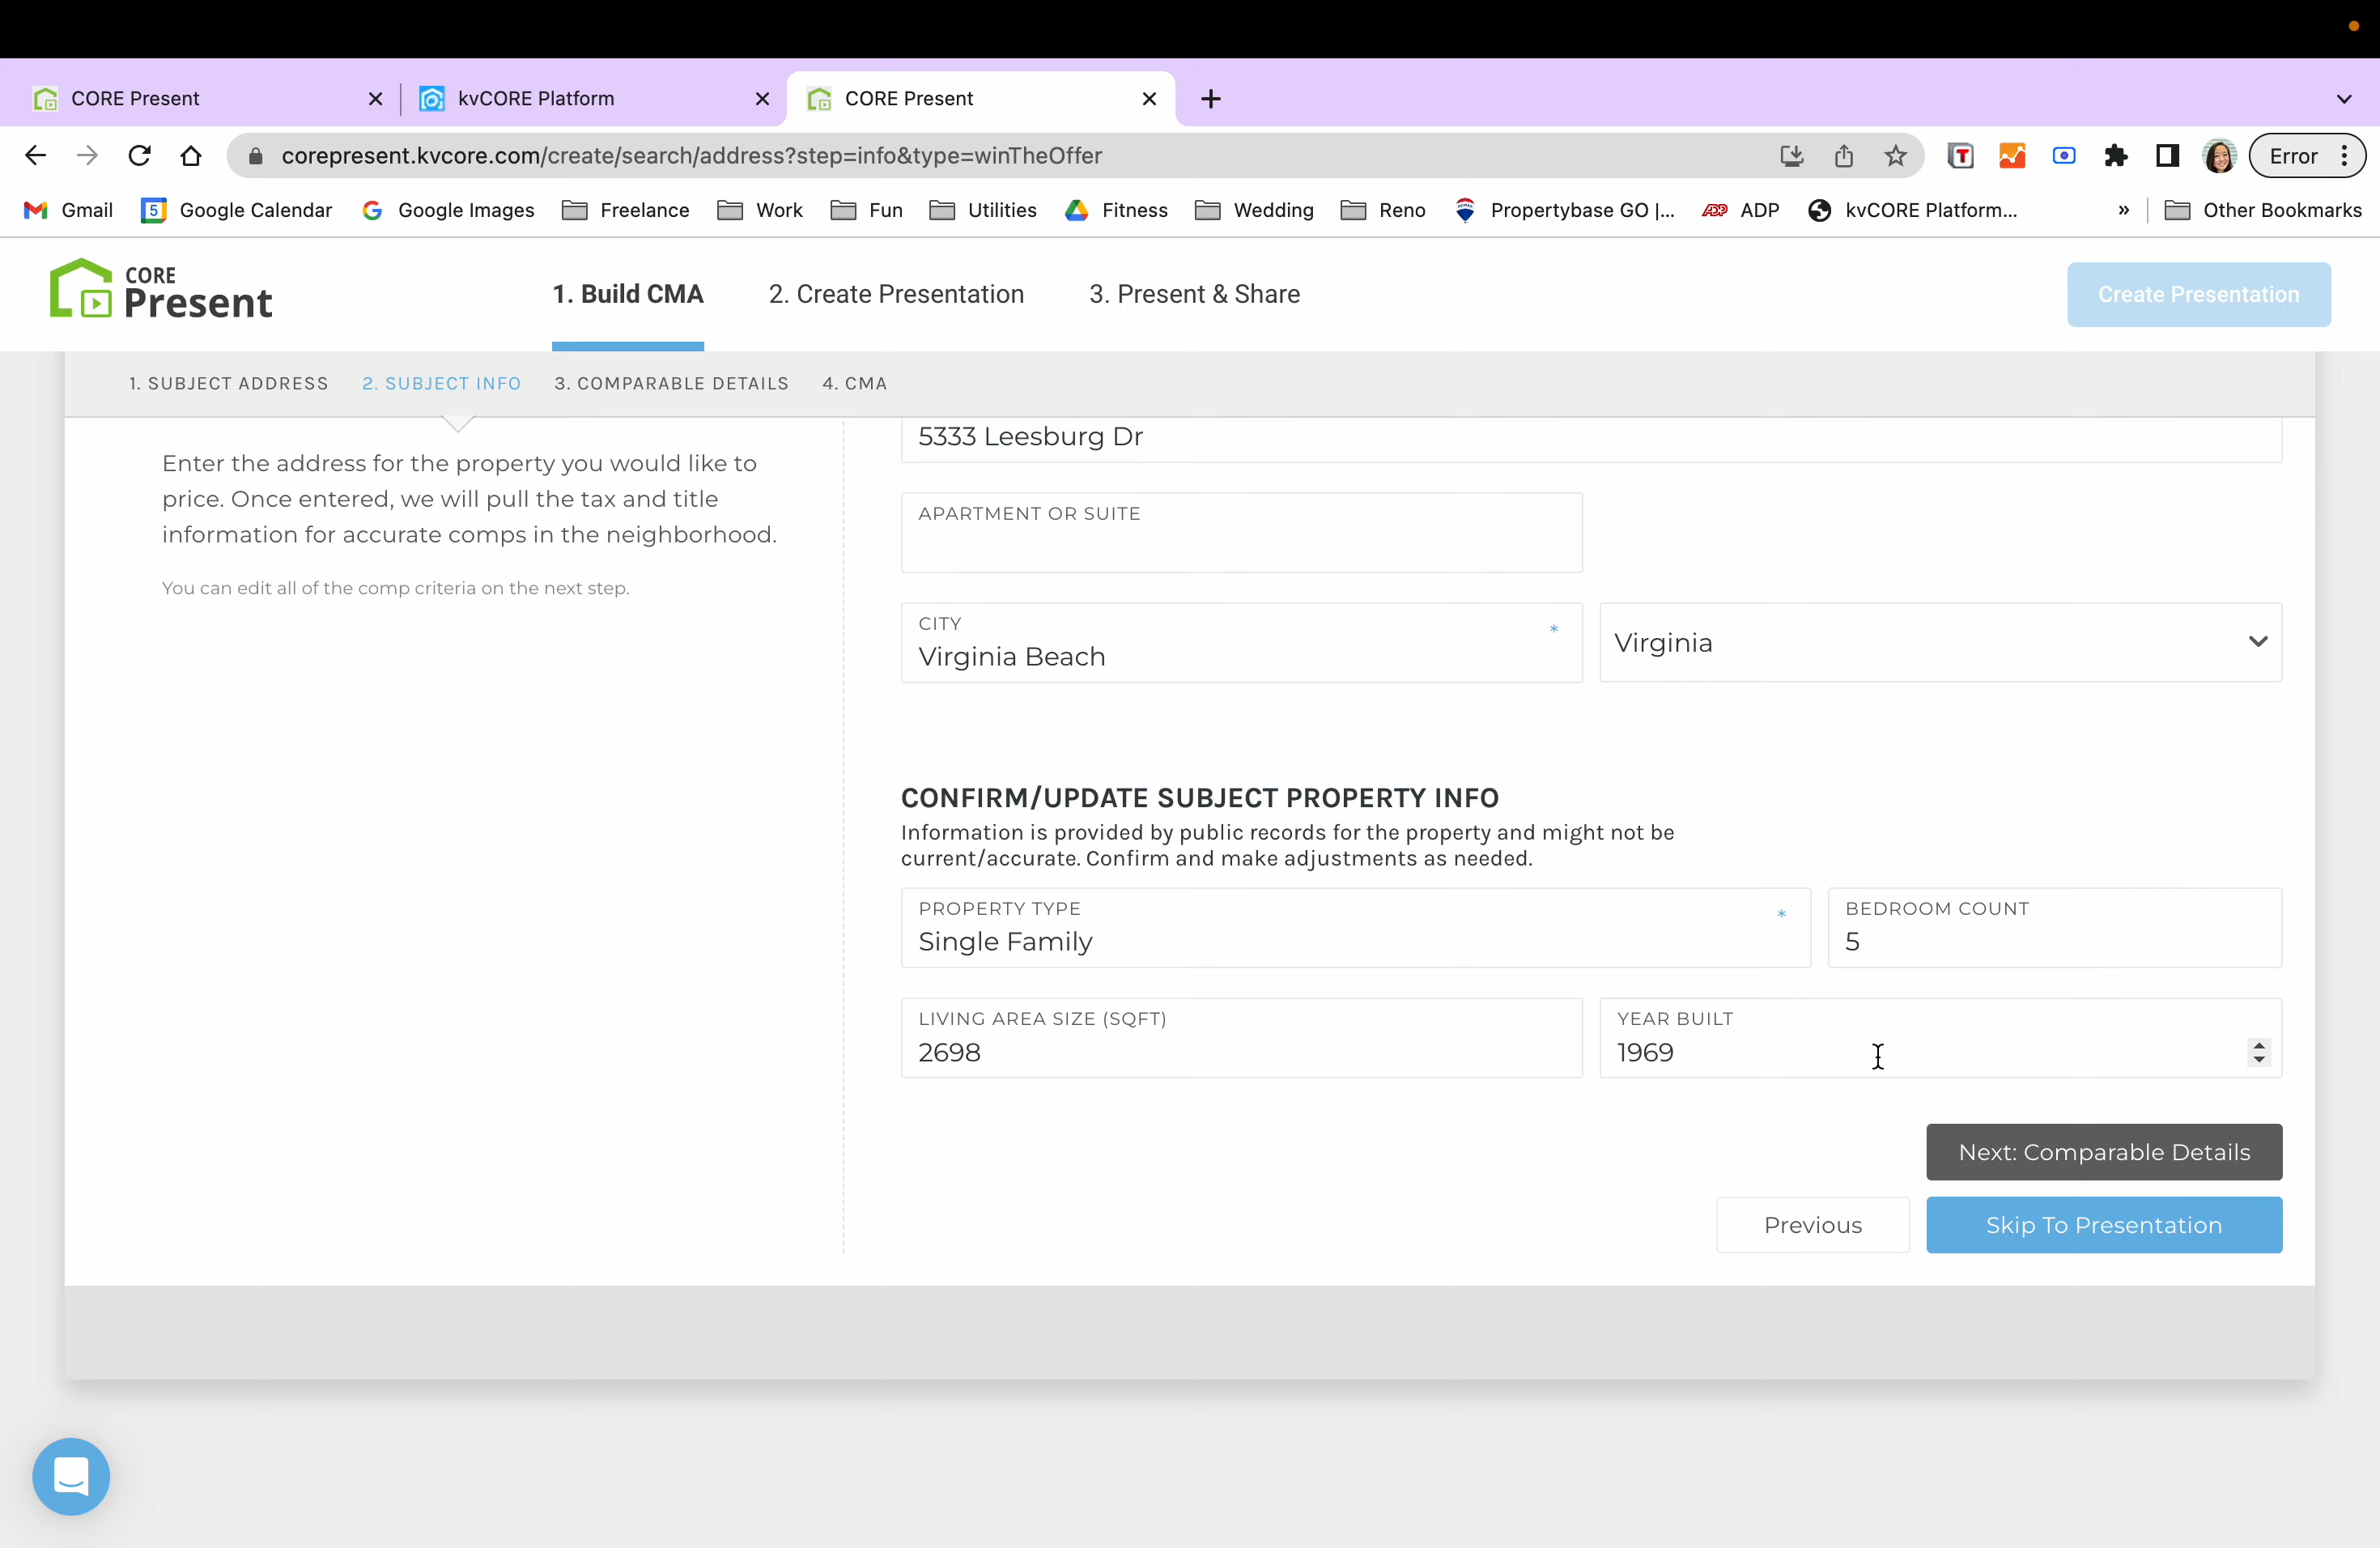 CORE Present
kvCORE Platform
CORE Present
corepresent.kvcore.com/create/search/address?step=info&type=winTheOffer
Error
Gmail
5 Google Calendar
Google Images
Freelance
Work
Fun
Utilities
Fitness
Wedding
Reno
Propertybase GO |...
ADP ADP
kvCORE Platform...
»
Other Bookmarks
CORE
Present
1. Build CMA
2. Create Presentation
3. Present & Share
Create Presentation
1. SUBJECT ADDRESS
2. SUBJECT INFO
3. COMPARABLE DETAILS
4. CMA
Enter the address for the property you would like to
price. Once entered, we will pull the tax and title
information for accurate comps in the neighborhood.
You can edit all of the comp criteria on the next step.
5333 Leesburg Dr
APARTMENT OR SUITE
CITY *
Virginia Beach
Virginia
CONFIRM/UPDATE SUBJECT PROPERTY INFO
Information is provided by public records for the property and might not be
current/accurate. Confirm and make adjustments as needed.
PROPERTY TYPE *
Single Family
BEDROOM COUNT
5
LIVING AREA SIZE (SQFT)
2698
YEAR BUILT
1969
Next: Comparable Details
Previous
Skip To Presentation